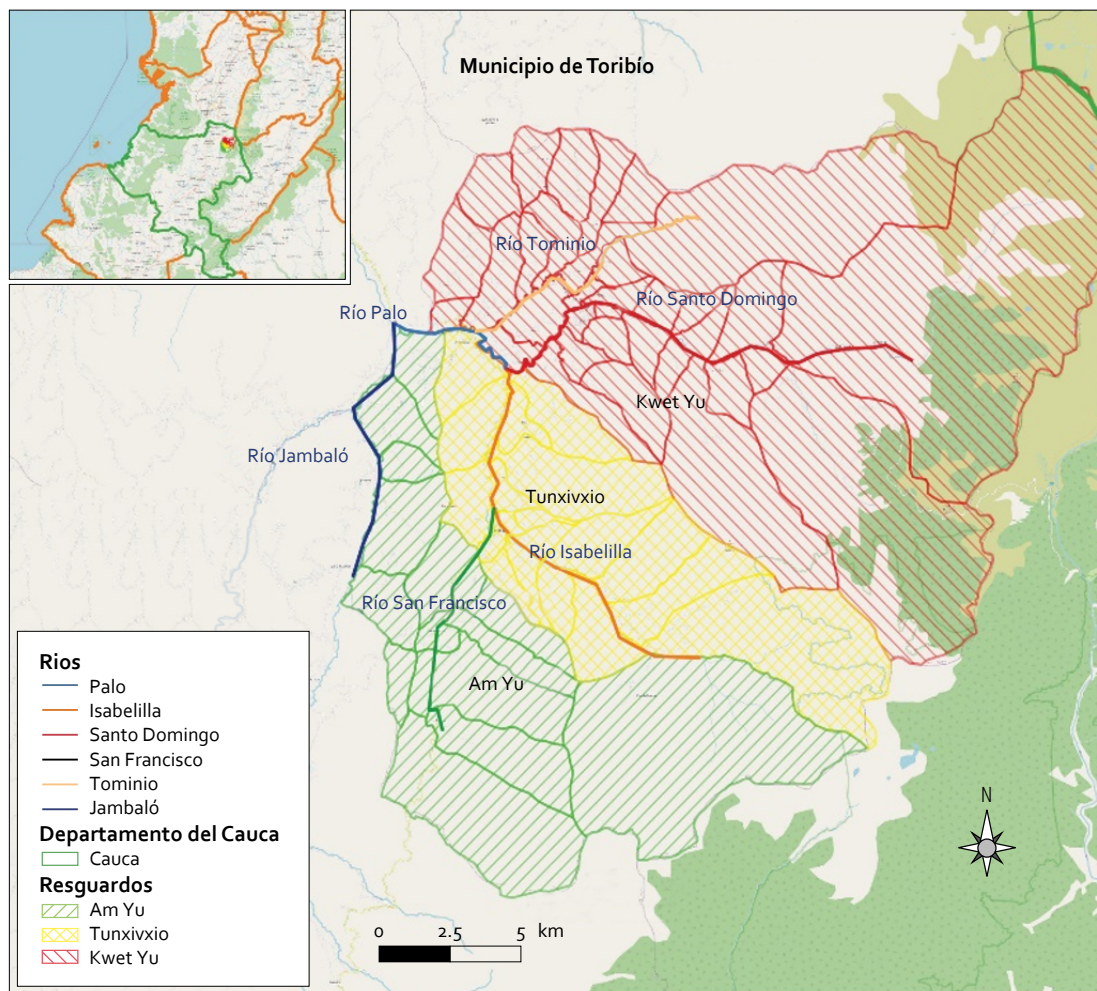 Municipio de Toribío
Río Tominio
Río Santo Domingo
Río Palo
Kwet Yu
Río Jambaló
Tunxivxio
Río Isabelilla
Río San Francisco
Am Yu
Rios
Palo
Isabelilla
Santo Domingo
San Francisco
Tominio
Jambaló
Departamento del Cauca
Cauca
Resguardos
Am Yu
Tunxivxio
Kwet Yu
0 2.5 5 km
N